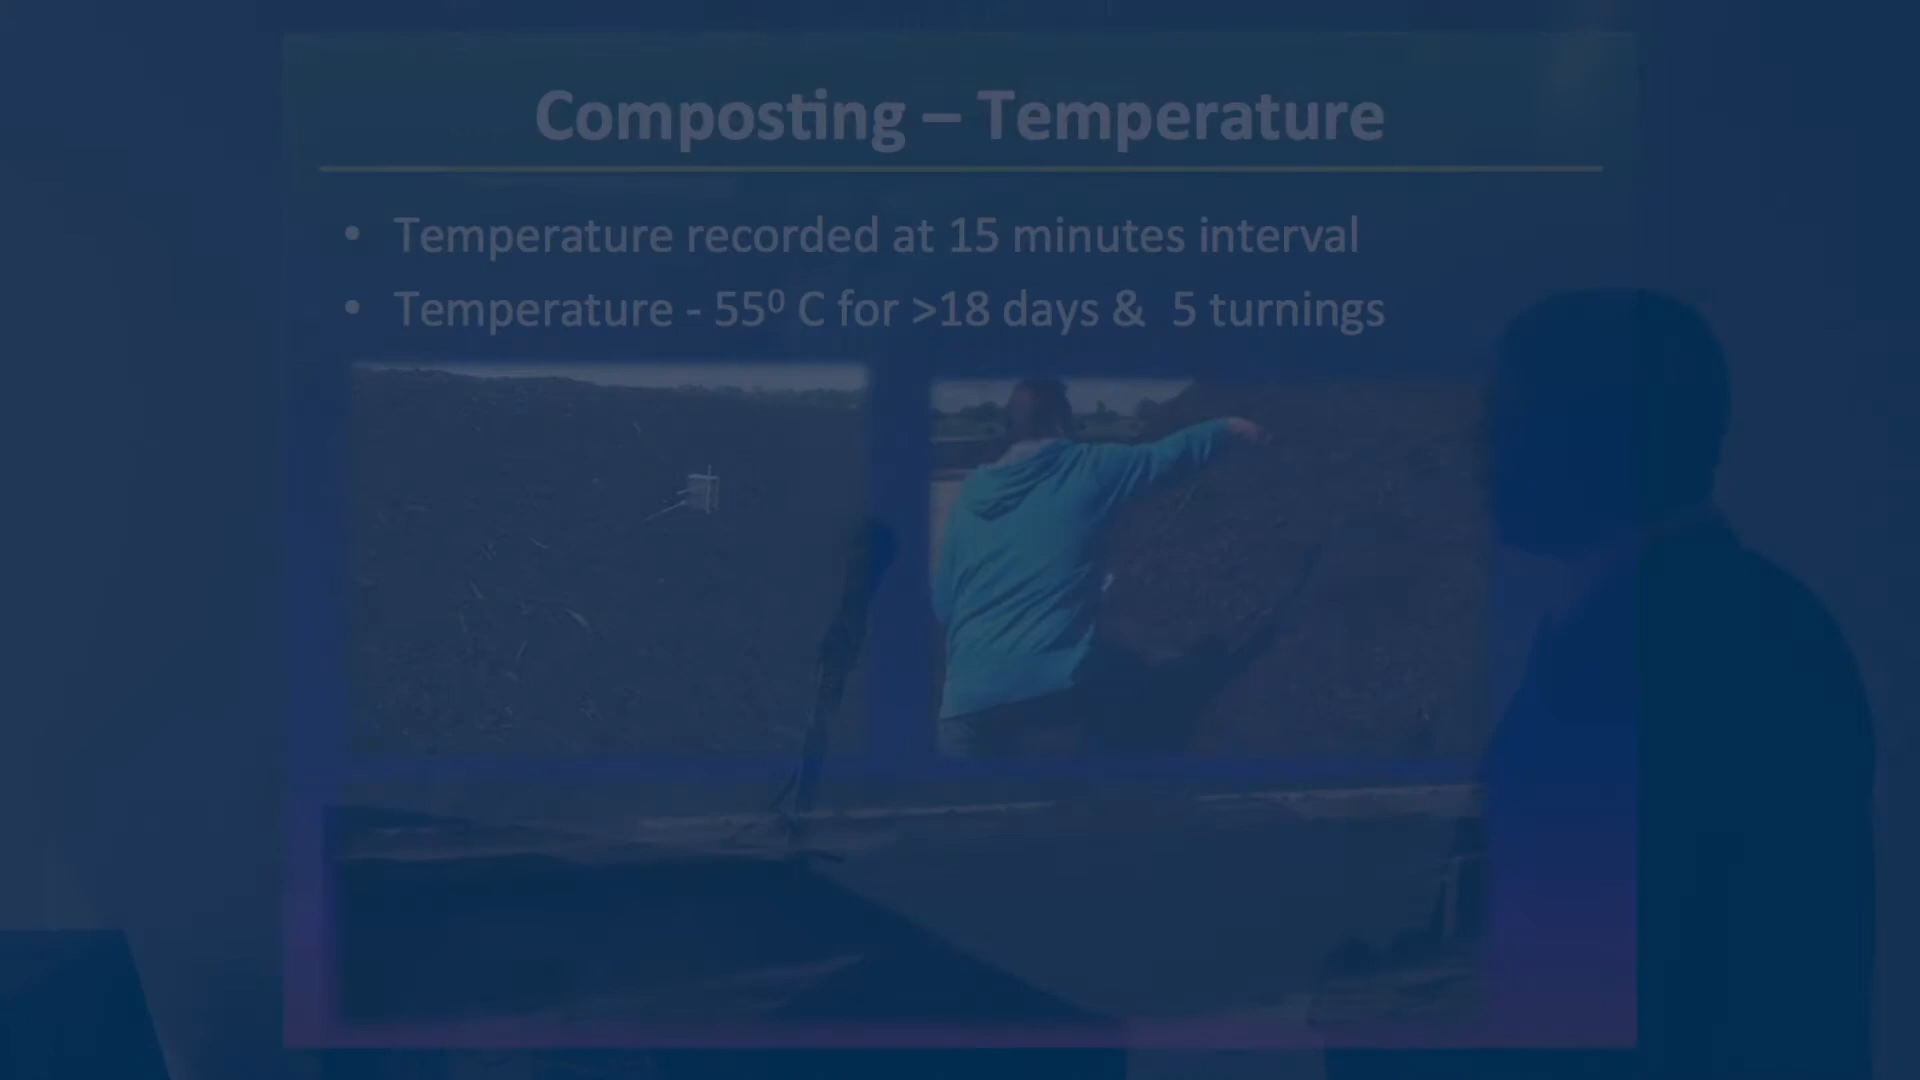 Composting – Temperature
• Temperature recorded at 15 minutes interval
• Temperature - 55⁰ C for >18 days &  5 turnings